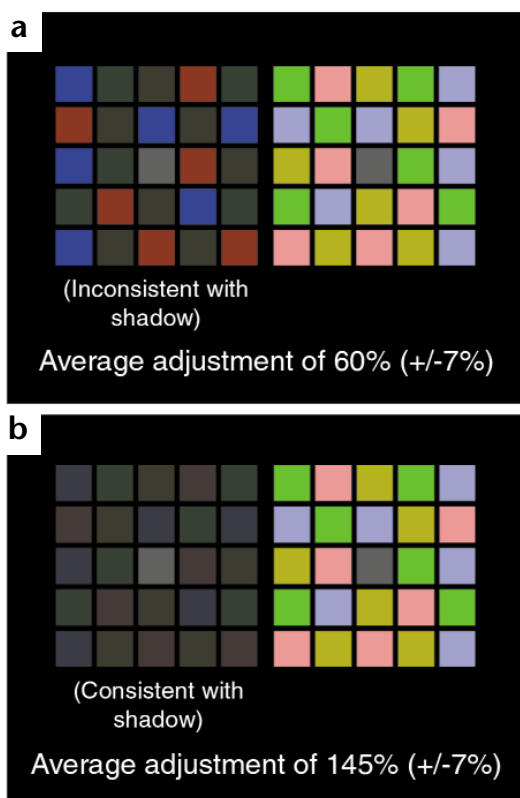 a
(Inconsistent with
shadow)
Average adjustment of 60% (+/-7%)
b
(Consistent with
shadow)
Average adjustment of 145% (+/-7%)